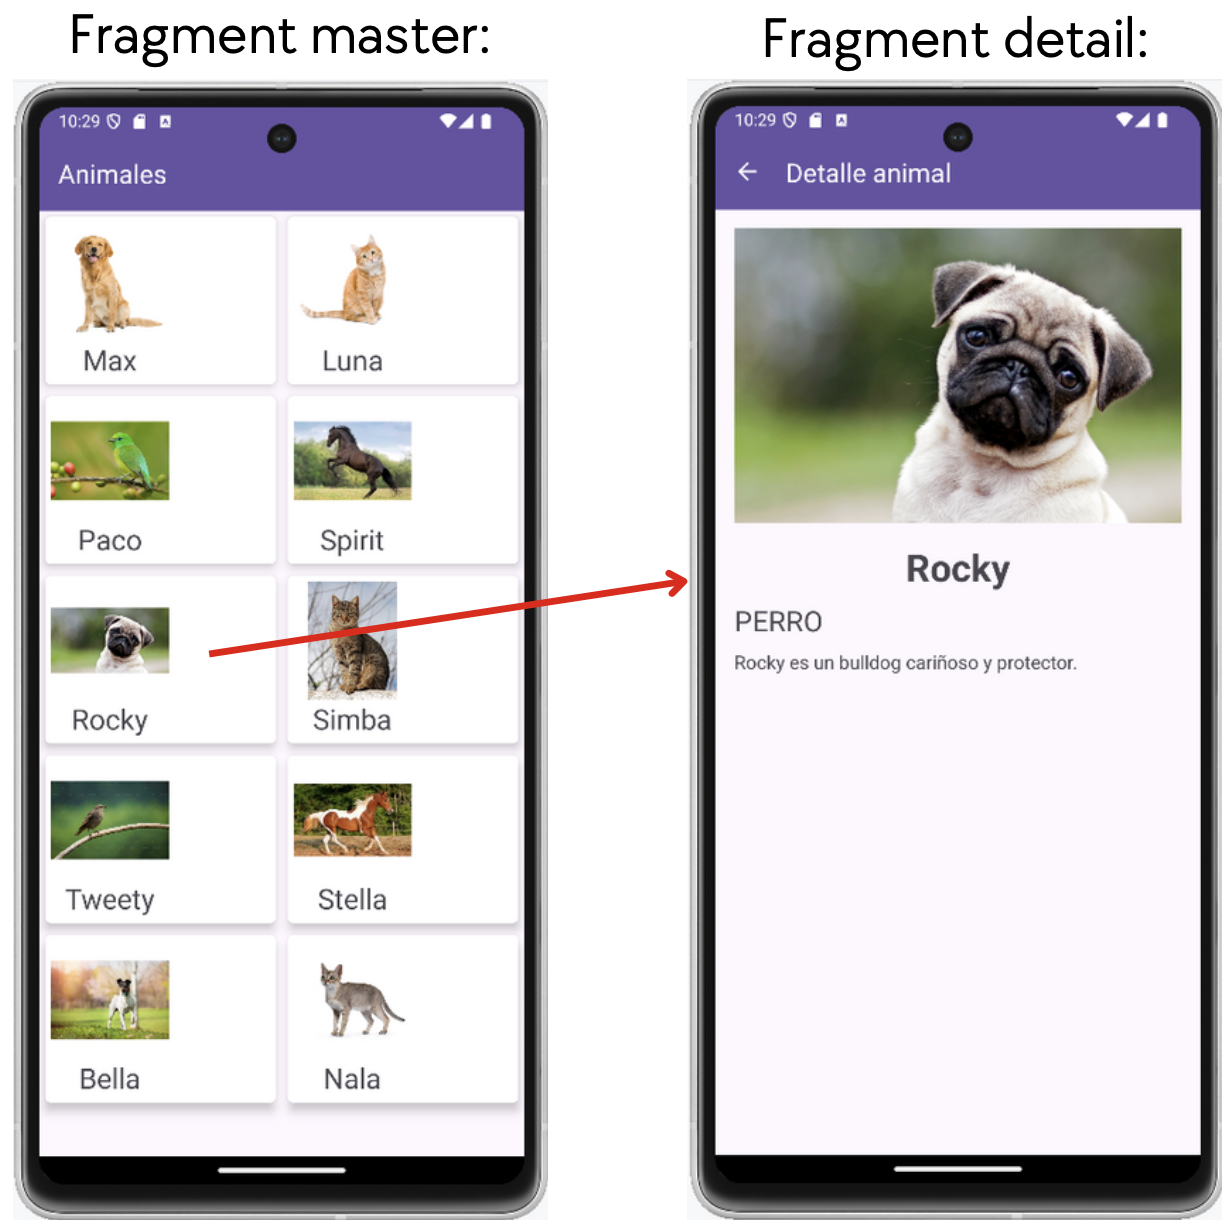 Fragment master:
Fragment detail:
10:29
Animales
Max
Luna
Paco
Spirit
Rocky
Simba
Tweety
Stella
Bella
Nala
10:29
Detalle animal
Rocky
PERRO
Rocky es un bulldog cariñoso y protector.